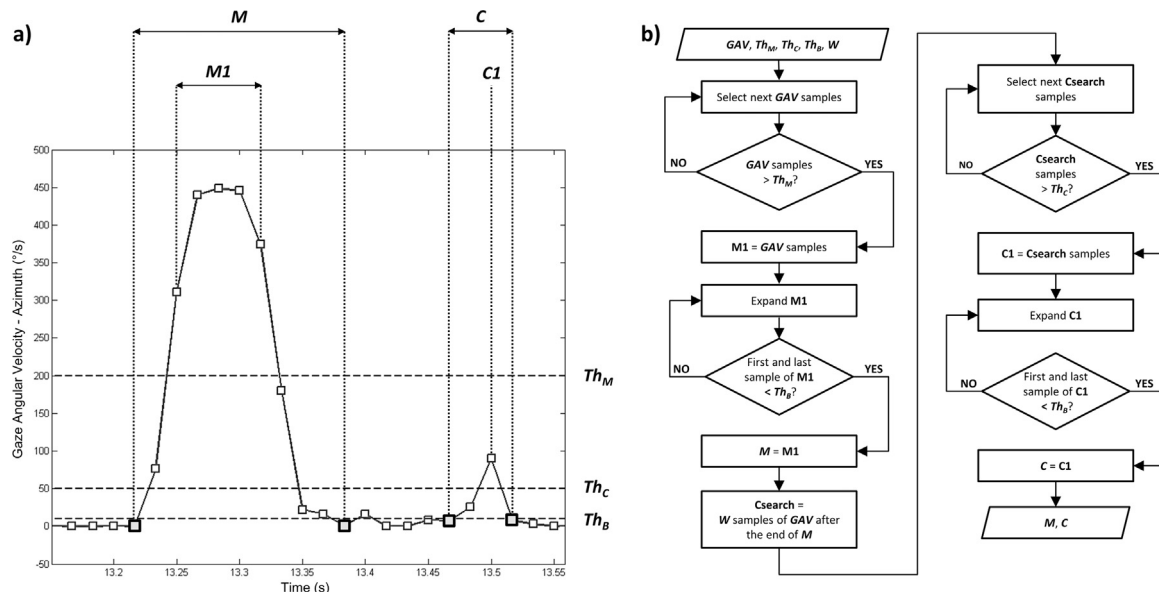 a)
M
C
M1
C1
500
450
400
350
300
250
200
150
100
50
0
-50
Gaze Angular Velocity - Azimuth (°/s)
13.2
13.25
13.3
13.35
13.4
13.45
13.5
13.55
Time (s)
Th_M
Th_C
Th_B
b)
GAV, Th_M, Th_C, Th_B, W
Select next GAV samples
GAV samples
> Th_M?
NO
YES
M1 = GAV samples
Expand M1
First and last
sample of M1
< Th_B?
NO
YES
M = M1
Csearch =
W samples of GAV after
the end of M
Select next Csearch
samples
Csearch
samples
> Th_C?
NO
YES
C1 = Csearch samples
Expand C1
First and last
sample of C1
< Th_B?
NO
YES
C = C1
M, C